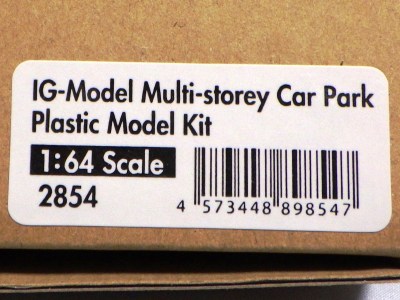 IG-Model Multi-storey Car Park
Plastic Model Kit
1:64 Scale
2854
4 573448 898547